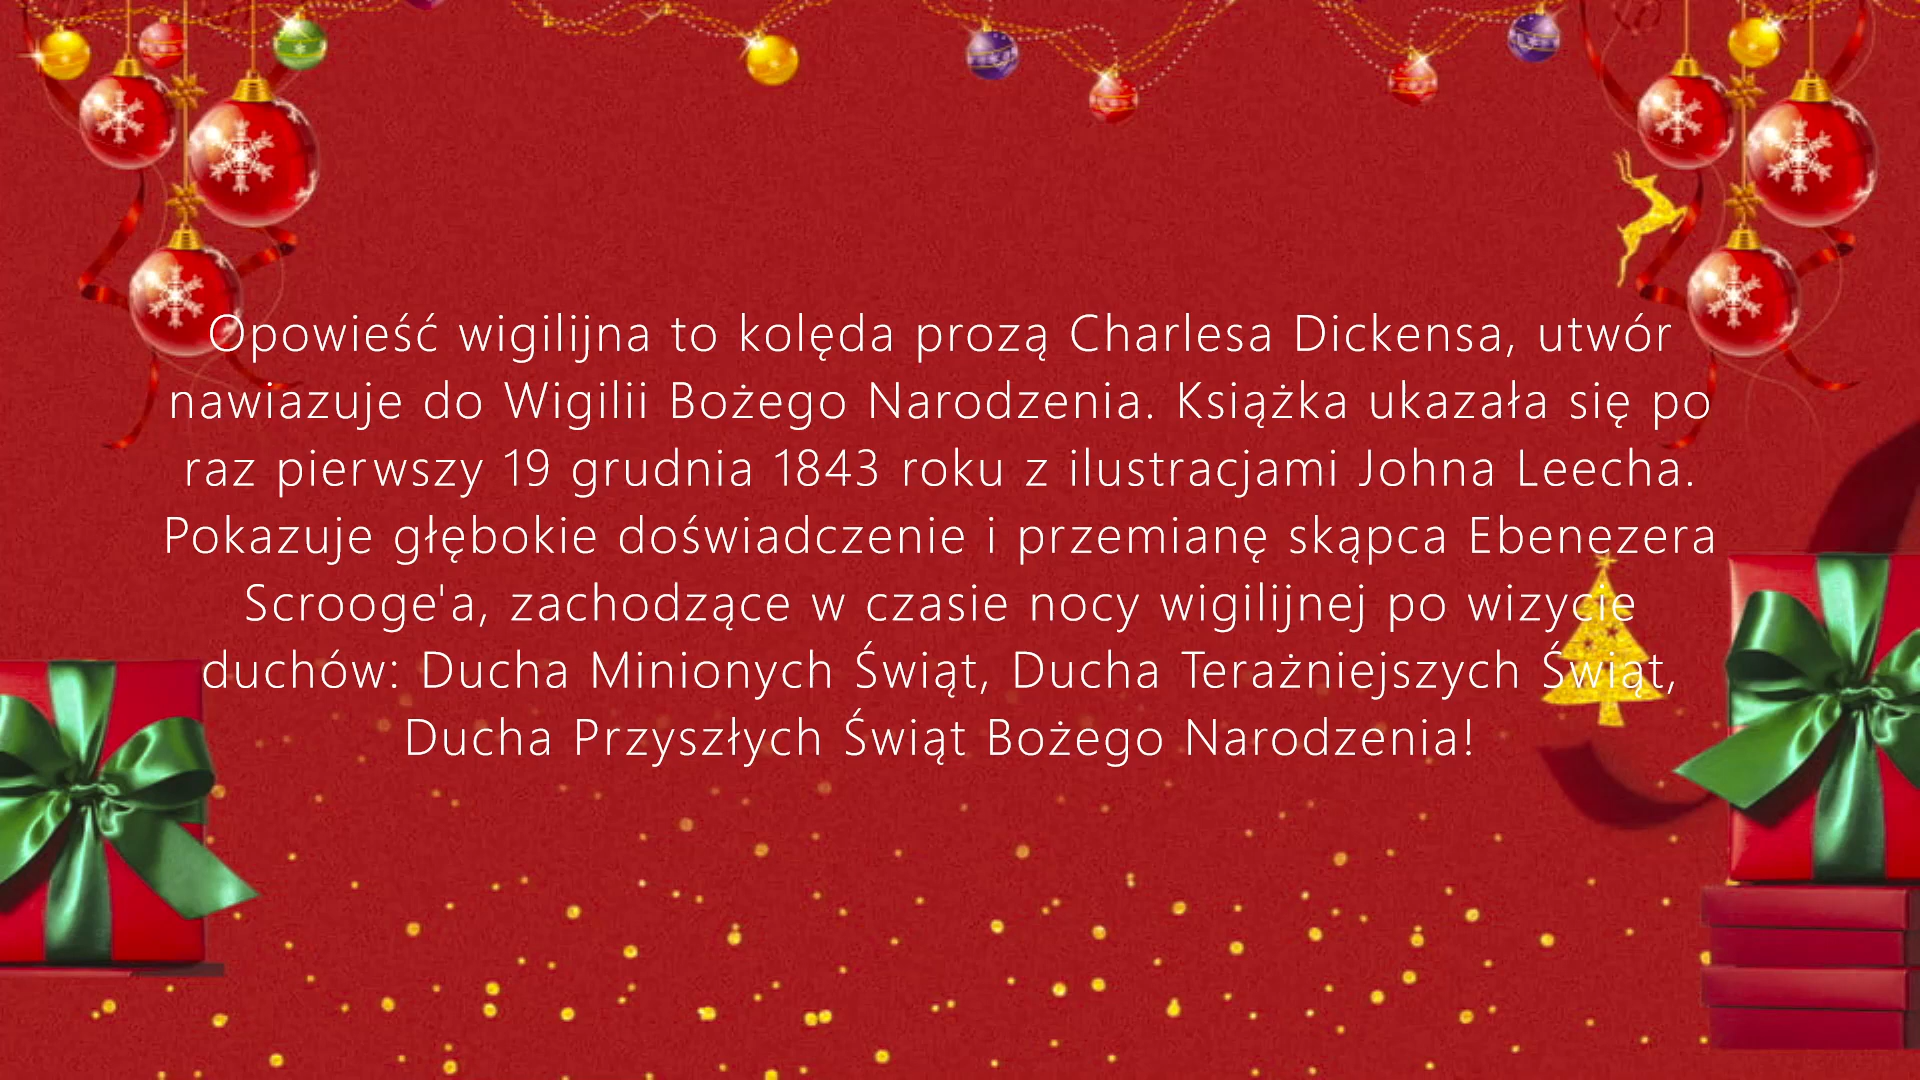 Opowieść wigilijna to kolęda prozą Charlesa Dickensa, utwór
nawiazuje do Wigilii Bożego Narodzenia. Książka ukazała się po
raz pierwszy 19 grudnia 1843 roku z ilustracjami Johna Leecha.
Pokazuje głębokie doświadczenie i przemianę skąpca Ebenezera
Scrooge'a, zachodzące w czasie nocy wigilijnej po wizycie
duchów: Ducha Minionych Świąt, Ducha Terażniejszych Świąt,
Ducha Przyszłych Świąt Bożego Narodzenia!